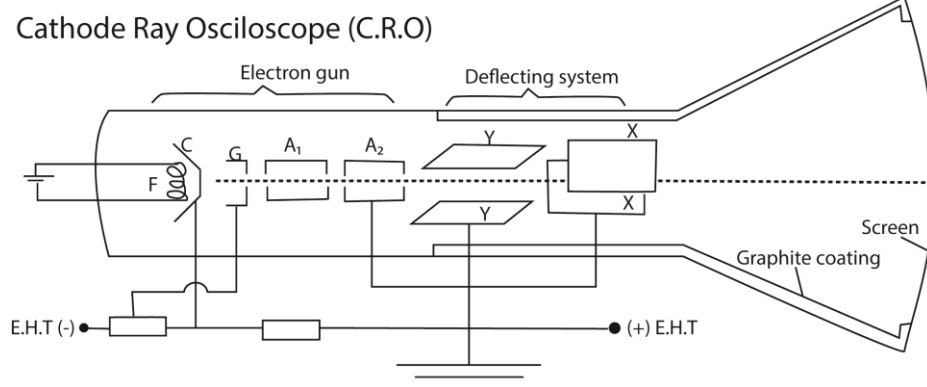 Cathode Ray Osciloscope (C.R.O)
Electron gun
Deflecting system
C
G
A₁
A₂
Y
X
F
Y
X
Screen
Graphite coating
E.H.T (-)
(+) E.H.T